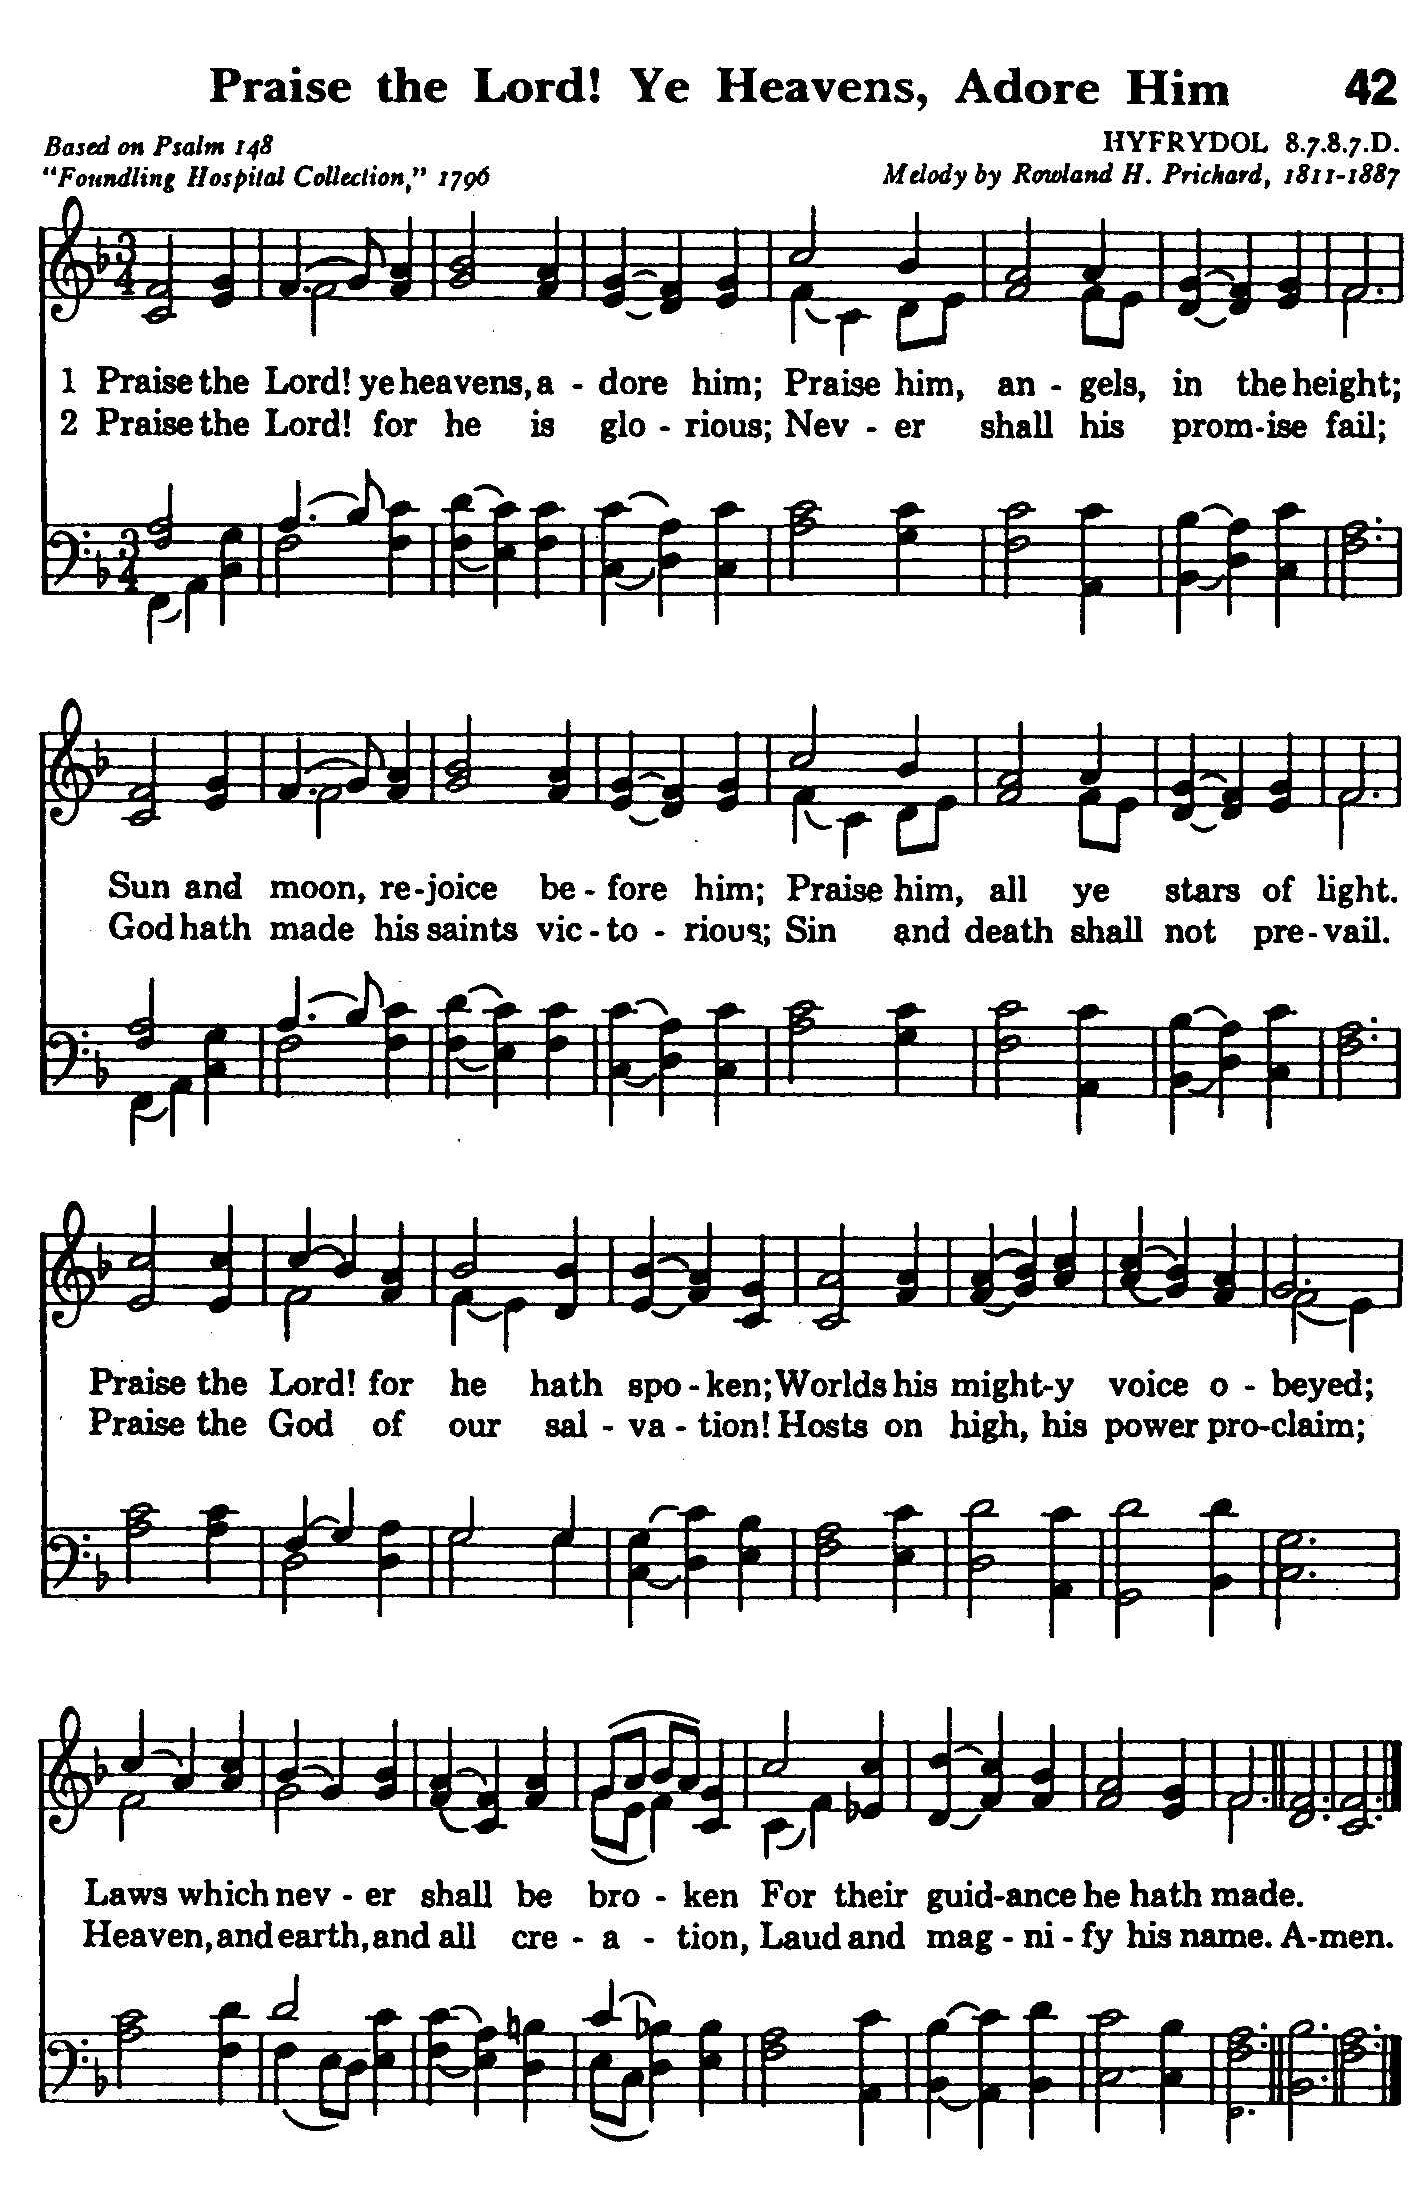 Praise the Lord! Ye Heavens, Adore Him 42
Based on Psalm 148
HYFRYDOL 8.7.8.7.D.
"Foundling Hospital Collection," 1796
Melody by Rowland H. Prichard, 1811-1887
1 Praise the Lord! ye heavens, a - dore him; Praise him, an - gels, in the height;
2 Praise the Lord! for he is glo - rious; Nev - er shall his prom-ise fail;
Sun and moon, re-joice be - fore him; Praise him, all ye stars of light.
God hath made his saints vic - to - rious; Sin and death shall not pre-vail.
Praise the Lord! for he hath spo - ken; Worlds his might-y voice o - beyed;
Praise the God of our sal - va - tion! Hosts on high, his power pro-claim;
Laws which nev - er shall be bro - ken For their guid-ance he hath made.
Heaven, and earth, and all cre - a - tion, Laud and mag - ni - fy his name. A-men.